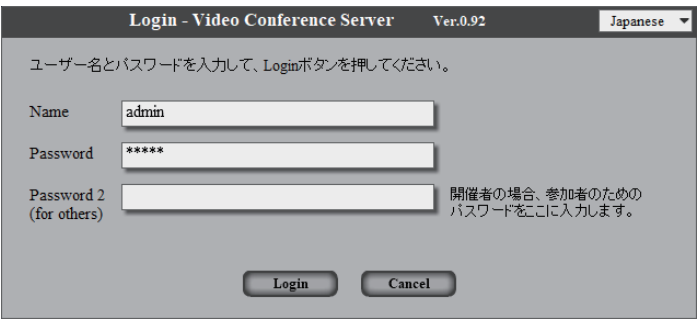 Login - Video Conference Server Ver.0.92 Japanese
ユーザー名とパスワードを入力して、Loginボタンを押してください。
Name admin
Password *****
Password 2 開催者の場合、参加者のための
(for others) パスワードをここに入力します。
Login Cancel